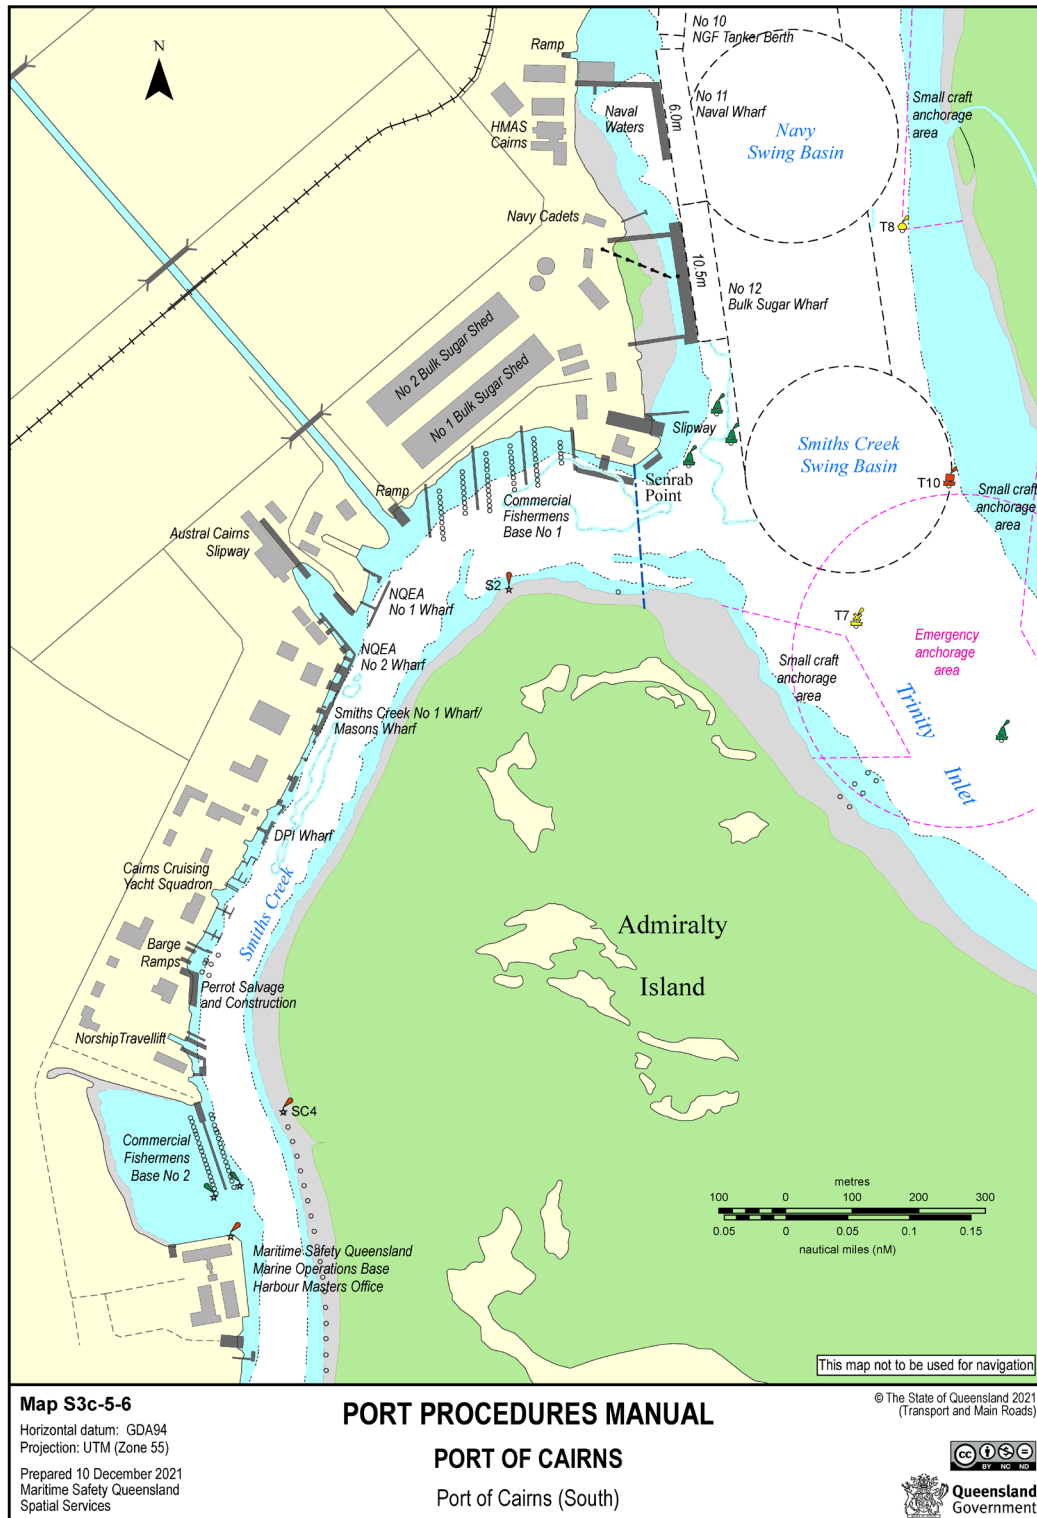 No 10
NGF Tanker Berth
Ramp
N
No 11
Naval Wharf
6.0m
Naval
Waters
HMAS
Cairns
Navy
Swing Basin
Small craft
anchorage
area
Navy Cadets
T8
10.5m
No 12
Bulk Sugar Wharf
No 2 Bulk Sugar Shed
No 1 Bulk Sugar Shed
Slipway
Smiths Creek
Swing Basin
T10
Small craft
anchorage
area
Senrab
Point
Ramp
Commercial
Fishermens
Base No 1
Austral Cairns
Slipway
S2
NQEA
No 1 Wharf
T7
NQEA
No 2 Wharf
Emergency
anchorage
area
Small craft
anchorage
area
Trinity
Inlet
Smiths Creek No 1 Wharf/
Masons Wharf
DPI Wharf
Cairns Cruising
Yacht Squadron
Smiths Creek
Admiralty
Island
Barge
Ramps
Perrot Salvage
and Construction
NorshipTravellift
SC4
Commercial
Fishermens
Base No 2
metres
100 0 100 200 300
0.05 0 0.05 0.1 0.15
nautical miles (nM)
Maritime Safety Queensland
Marine Operations Base
Harbour Masters Office
This map not to be used for navigation
Map S3c-5-6
Horizontal datum: GDA94
Projection: UTM (Zone 55)
Prepared 10 December 2021
Maritime Safety Queensland
Spatial Services
PORT PROCEDURES MANUAL
PORT OF CAIRNS
Port of Cairns (South)
© The State of Queensland 2021
(Transport and Main Roads)
cc
BY NC ND
Queensland
Government